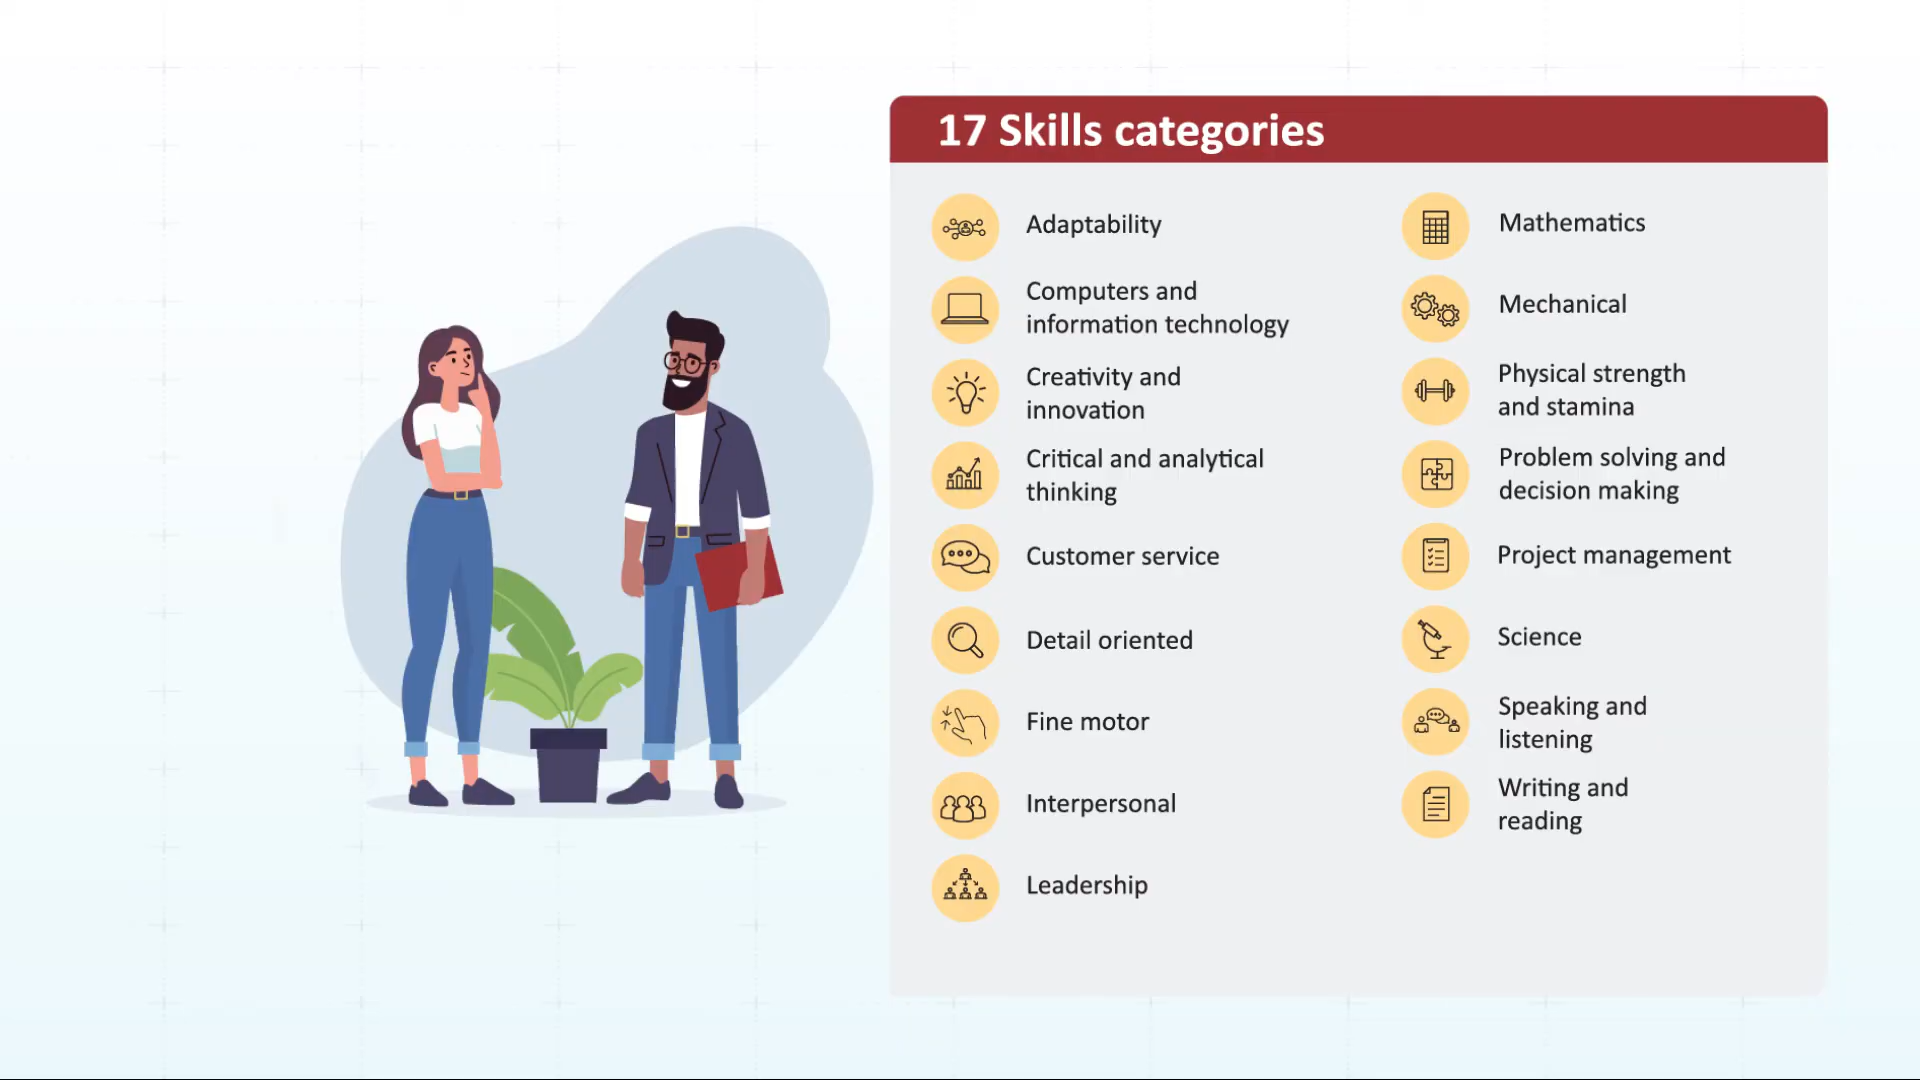 17 Skills categories
Adaptability
Computers and
information technology
Creativity and
innovation
Critical and analytical
thinking
Customer service
Detail oriented
Fine motor
Interpersonal
Leadership
Mathematics
Mechanical
Physical strength
and stamina
Problem solving and
decision making
Project management
Science
Speaking and
listening
Writing and
reading